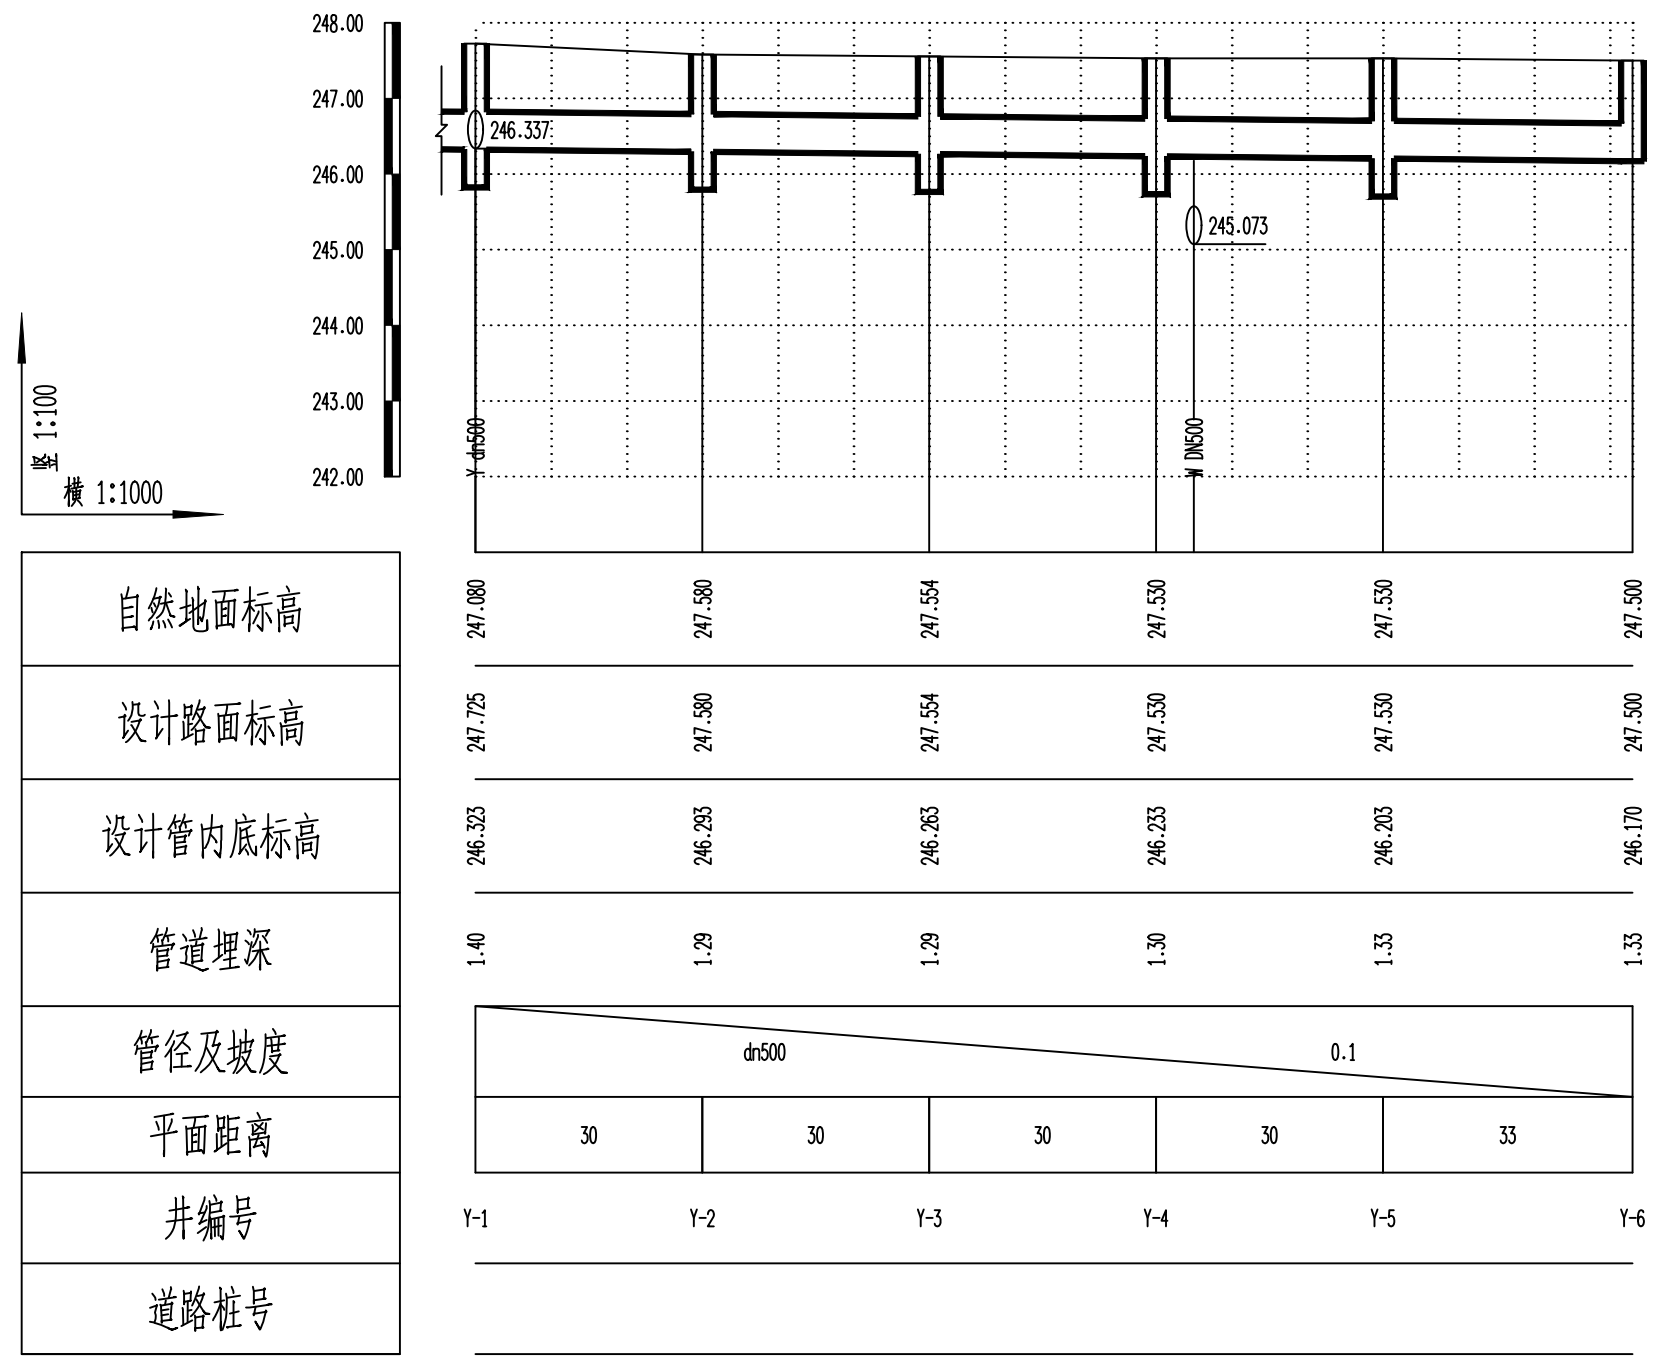 248.00
247.00
246.00
245.00
244.00
243.00
242.00
246.337
245.073
Y dn500
W DN500
竖 1:100
横 1:1000
自然地面标高 247.080 247.580 247.554 247.530 247.530 247.500
设计路面标高 247.725 247.580 247.554 247.530 247.530 247.500
设计管内底标高 246.323 246.293 246.263 246.233 246.203 246.170
管道埋深 1.40 1.29 1.29 1.30 1.33 1.33
管径及坡度 dn500 0.1
平面距离 30 30 30 30 33
井编号 Y-1 Y-2 Y-3 Y-4 Y-5 Y-6
道路桩号